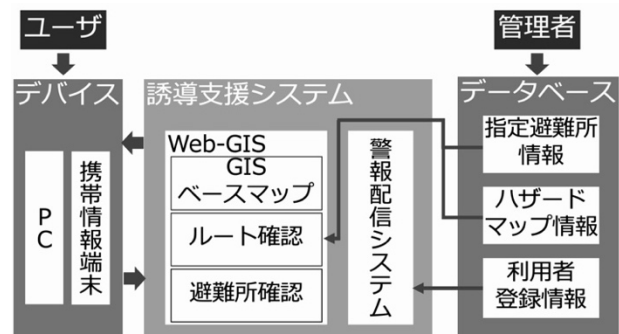 ユーザ
管理者
デバイス
PC
携帯情報端末
誘導支援システム
Web-GIS
GIS
ベースマップ
ルート確認
避難所確認
警報配信システム
データベース
指定避難所
情報
ハザード
マップ情報
利用者
登録情報